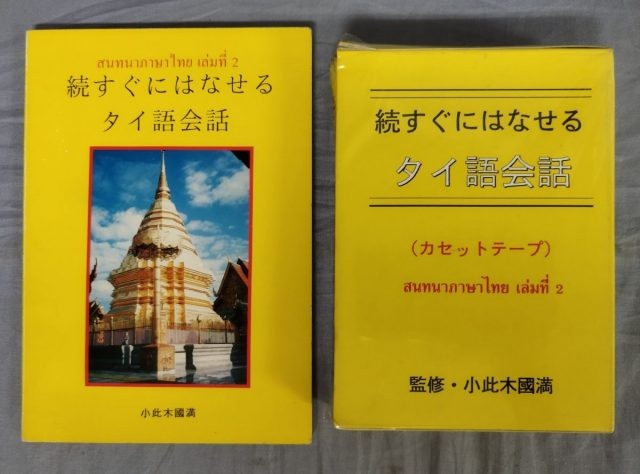 สนทนาภาษาไทย เล่มที่ 2
続すぐにはなせる
タイ語会話
小此木國満
続すぐにはなせる
タイ語会話
（カセットテープ）
สนทนาภาษาไทย เล่มที่ 2
監修・小此木國満